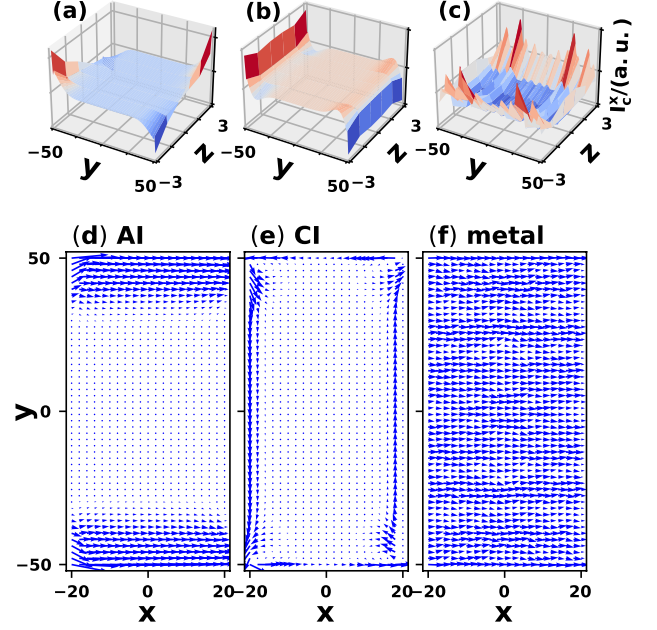 (a) (b) (c)
I_c^x/(a. u. )
−50 y 50 −3 z 3
−50 y 50 −3 z 3
−50 y 50 −3 z 3
(d) AI (e) CI (f) metal
50
y 0
−50
−20 0 20 −20 0 20 −20 0 20
x x x